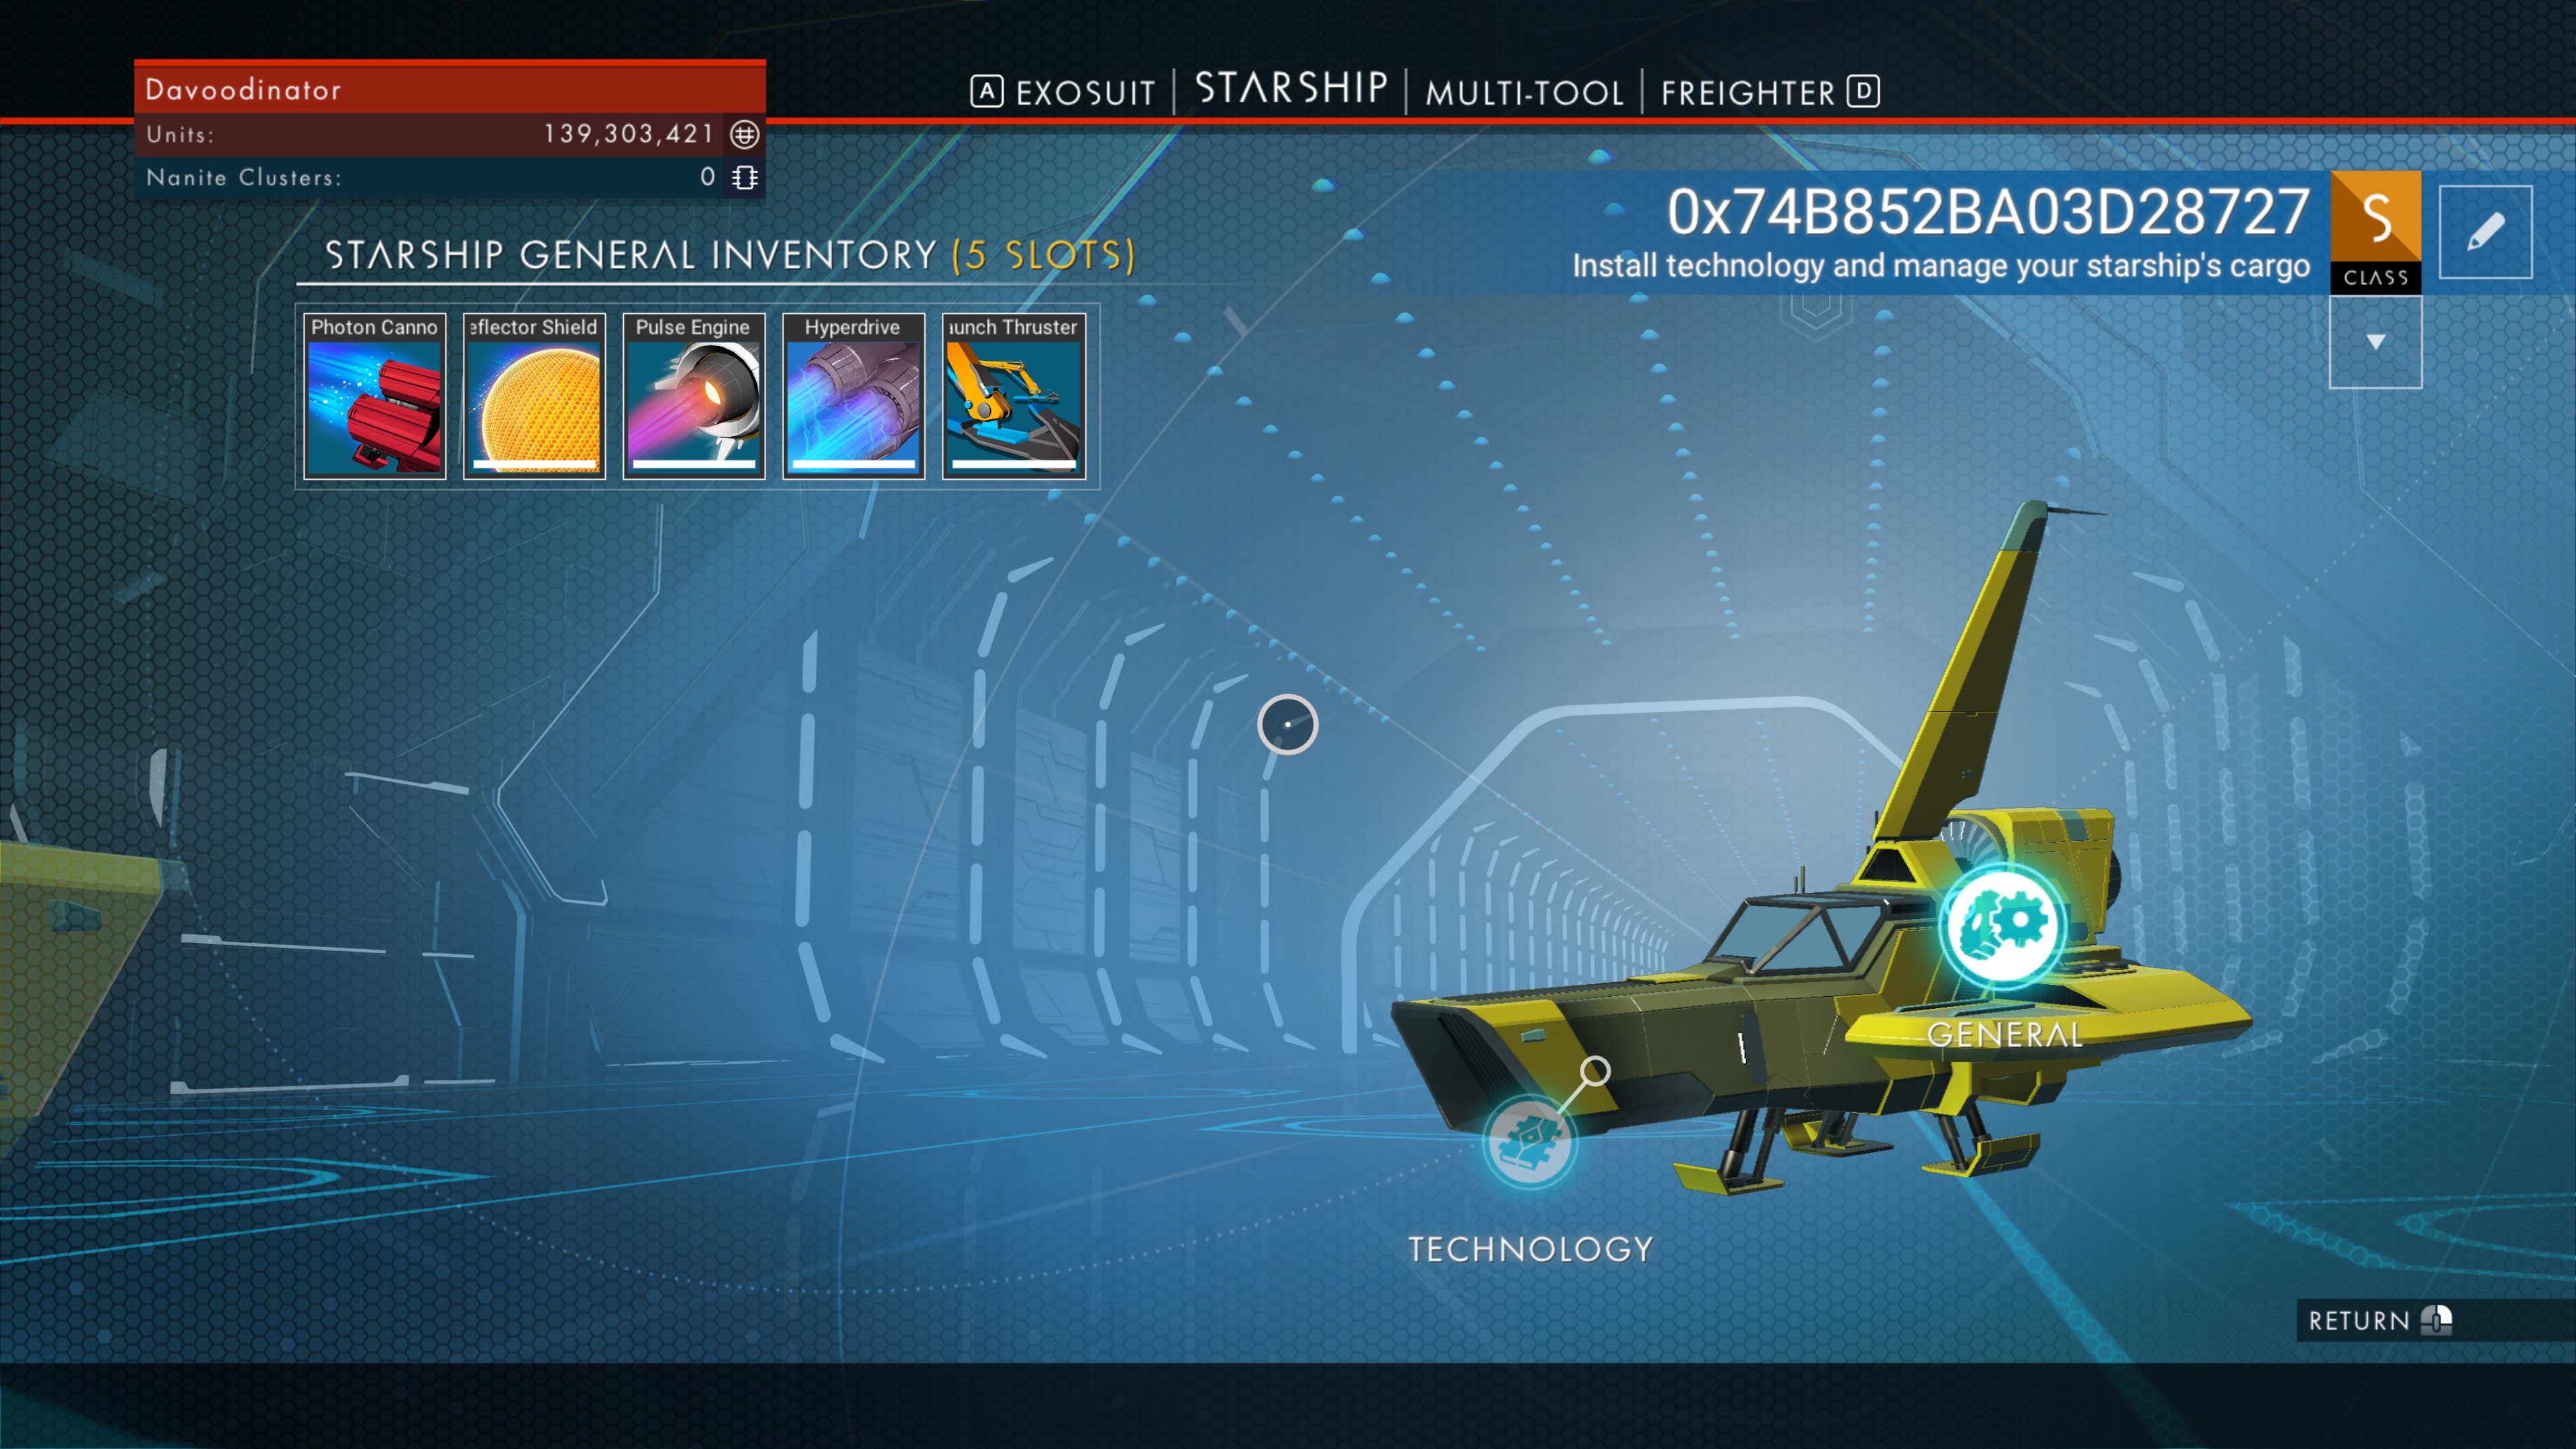 Davoodinator
Units: 139,303,421
Nanite Clusters: 0
A EXOSUIT STARSHIP MULTI-TOOL FREIGHTER D
0x74B852BA03D28727
Install technology and manage your starship's cargo
S
CLASS
STARSHIP GENERAL INVENTORY (5 SLOTS)
Photon Canno eflector Shield Pulse Engine Hyperdrive aunch Thruster
GENERAL
TECHNOLOGY
RETURN